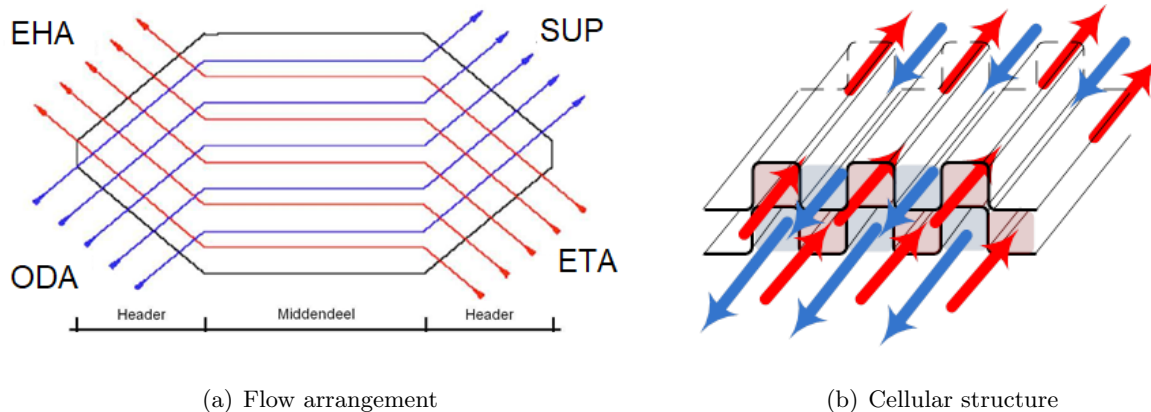 EHA
SUP
ODA
ETA
Header
Middendeel
Header
(a) Flow arrangement
(b) Cellular structure